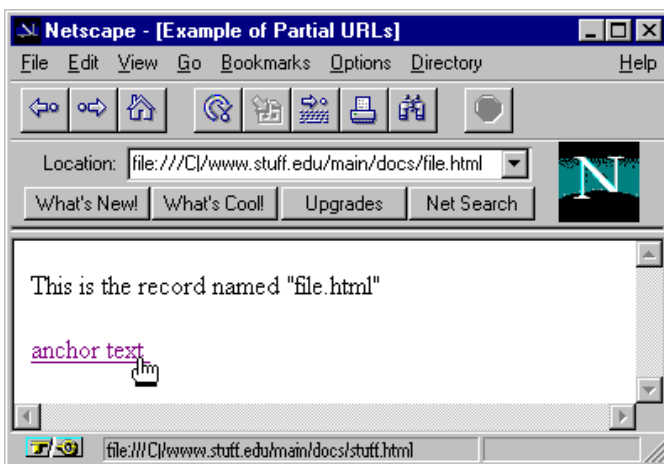 Netscape - [Example of Partial URLs]
File Edit View Go Bookmarks Options Directory Help
Location: file:///C|/www.stuff.edu/main/docs/file.html
N
What's New! What's Cool! Upgrades Net Search
This is the record named "file.html"
anchor text
file:///C|/www.stuff.edu/main/docs/stuff.html